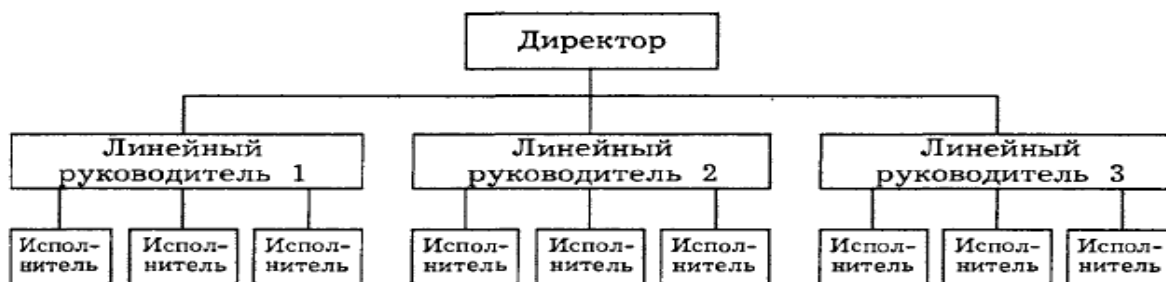 Директор
Линейный
руководитель 1
Линейный
руководитель 2
Линейный
руководитель 3
Испол-
нитель
Испол-
нитель
Испол-
нитель
Испол-
нитель
Испол-
нитель
Испол-
нитель
Испол-
нитель
Испол-
нитель
Испол-
нитель